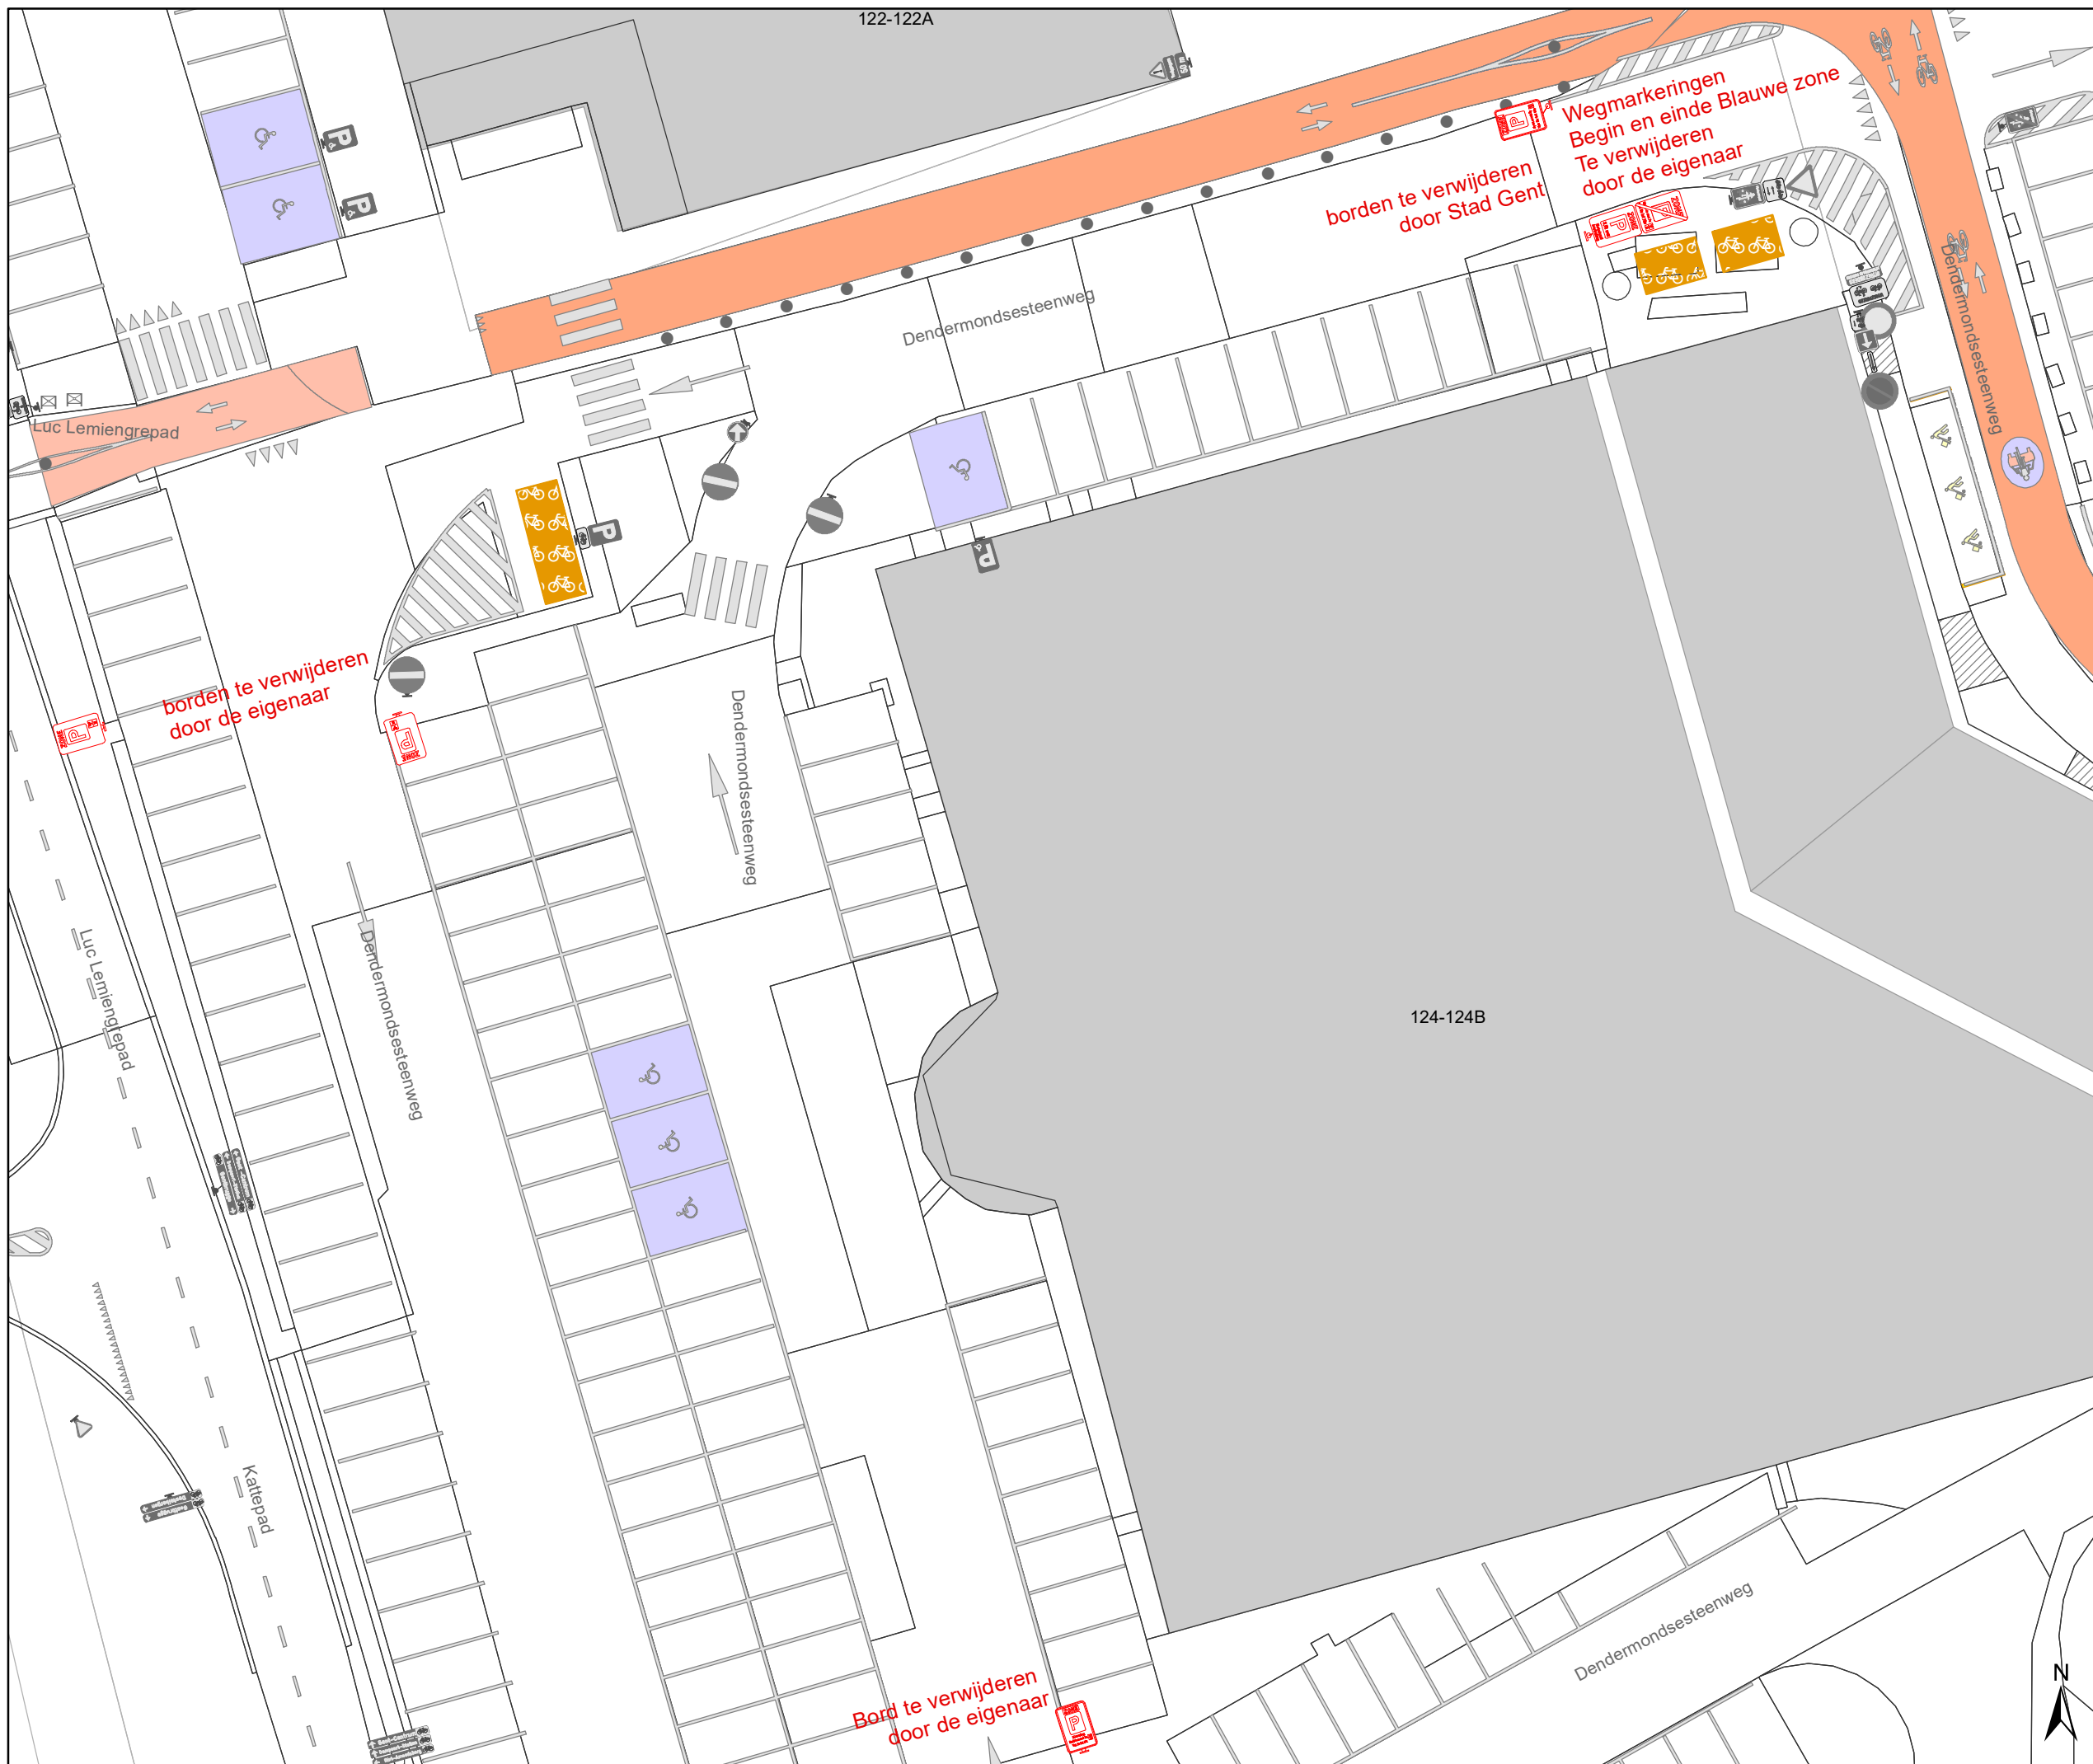 122-122A
Wegmarkeringen
Begin en einde Blauwe zone
Te verwijderen
door de eigenaar
borden te verwijderen
door Stad Gent
Dendermondsesteenweg
Dendermondsesteenweg
Luc Lemiengrepad
P
P
P
P
borden te verwijderen
door de eigenaar
ZONE
P
P
ZONE
Dendermondsesteenweg
Dendermondsesteenweg
Luc Lemiengrepad
124-124B
Kattepad
Dendermondsesteenweg
Bord te verwijderen
door de eigenaar
P
N